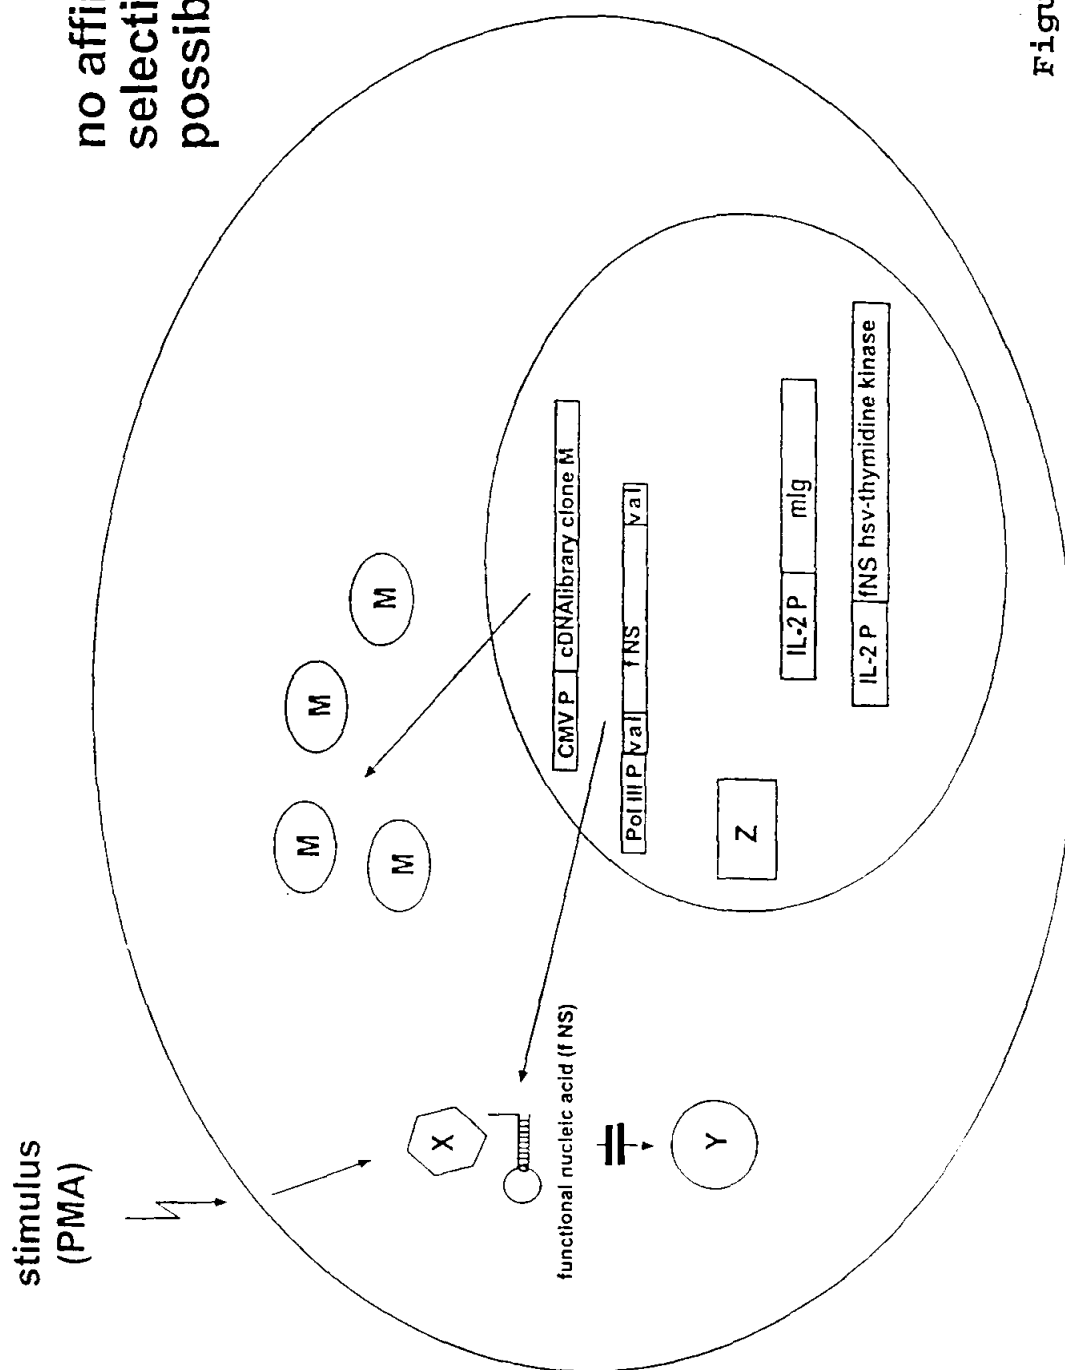 stimulus
(PMA)
no affi
selecti
possib
X
functional nucleic acid (f NS)
Y
M
M
M
M
CMV P cDNAlibrary clone M
Pol III P val f NS val
Z
IL-2 P mIg
IL-2 P fNS hsv-thymidine kinase
Figu